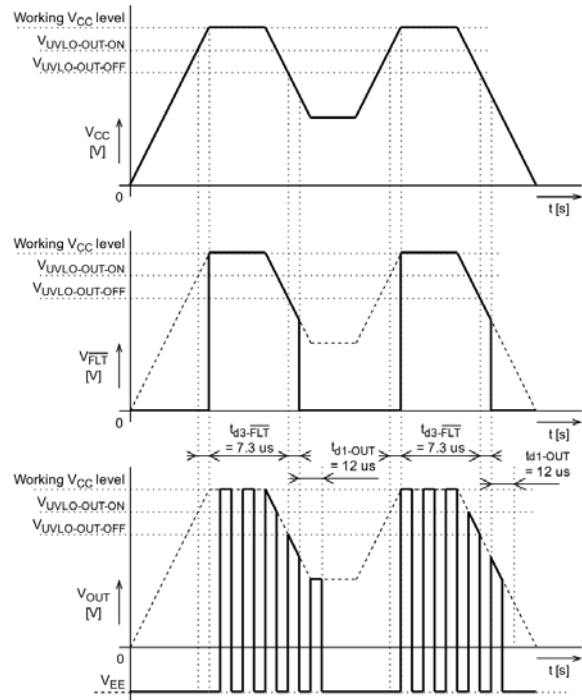 Working VCC level
VUVLO-OUT-ON
VUVLO-OUT-OFF
VCC
[V]
0
t [s]
Working VCC level
VUVLO-OUT-ON
VUVLO-OUT-OFF
VFLT
[V]
0
t [s]
td3-FLT
= 7.3 us
td1-OUT
= 12 us
td3-FLT
= 7.3 us
td1-OUT
= 12 us
Working VCC level
VUVLO-OUT-ON
VUVLO-OUT-OFF
VOUT
[V]
0
t [s]
VEE